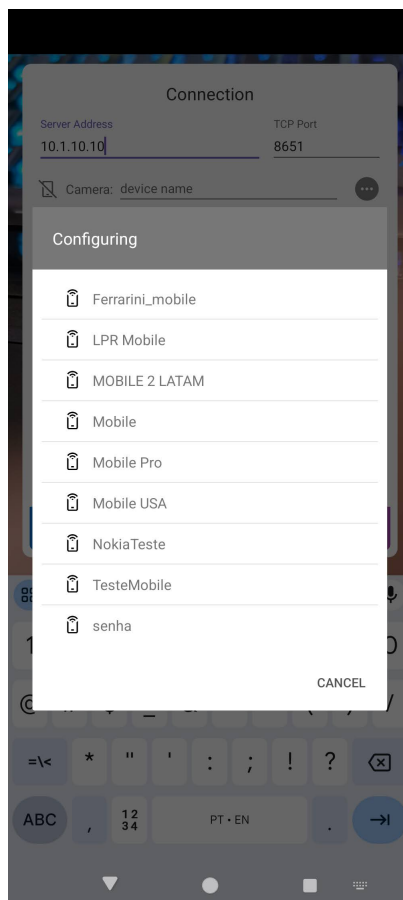 Connection
Server Address
TCP Port
10.1.10.10
8651
Camera: device name
Configuring
Ferrarini_mobile
LPR Mobile
MOBILE 2 LATAM
Mobile
Mobile Pro
Mobile USA
NokiaTeste
TesteMobile
senha
CANCEL
=\< * " ' : ; ! ?
ABC , 12 34 PT • EN .